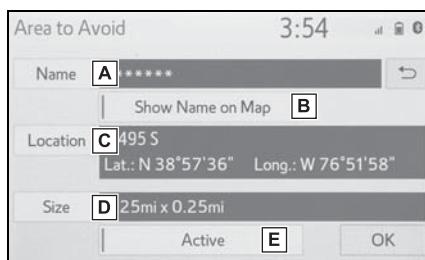 Area to Avoid 3:54
Name A ******
Show Name on Map B
Location C 495 S
Lat.: N 38°57'36" Long.: W 76°51'58"
Size D 25mi x 0.25mi
Active E OK